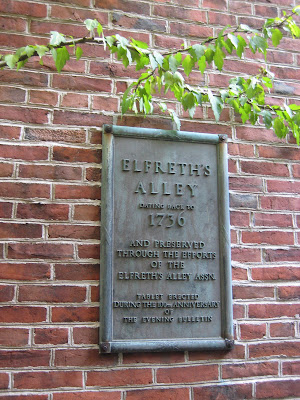 ELFRETH'S
ALLEY
DATING BACK TO
1736
AND PRESERVED
THROUGH THE EFFORTS
OF THE
ELFRETH'S ALLEY ASSN.
TABLET ERECTED
DURING THE ANNIVERSARY
OF THE EVENING BULLETIN